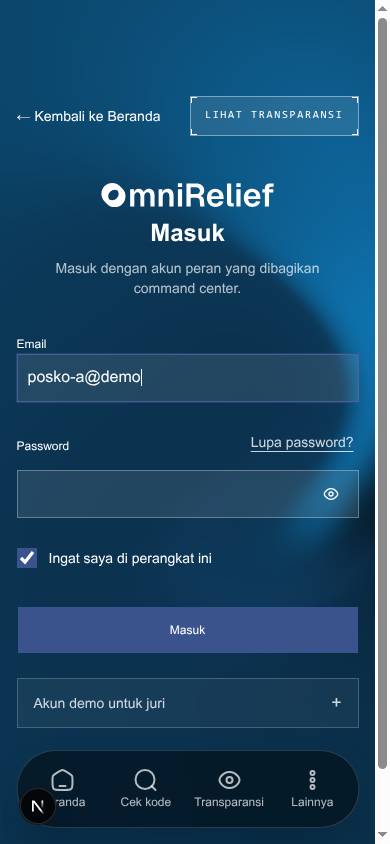 ← Kembali ke Beranda
LIHAT TRANSPARANSI
OmniRelief
Masuk
Masuk dengan akun peran yang dibagikan
command center.
Email
posko-a@demo
Password
Lupa password?
Ingat saya di perangkat ini
Masuk
Akun demo untuk juri +
N
randa
Cek kode
Transparansi
Lainnya